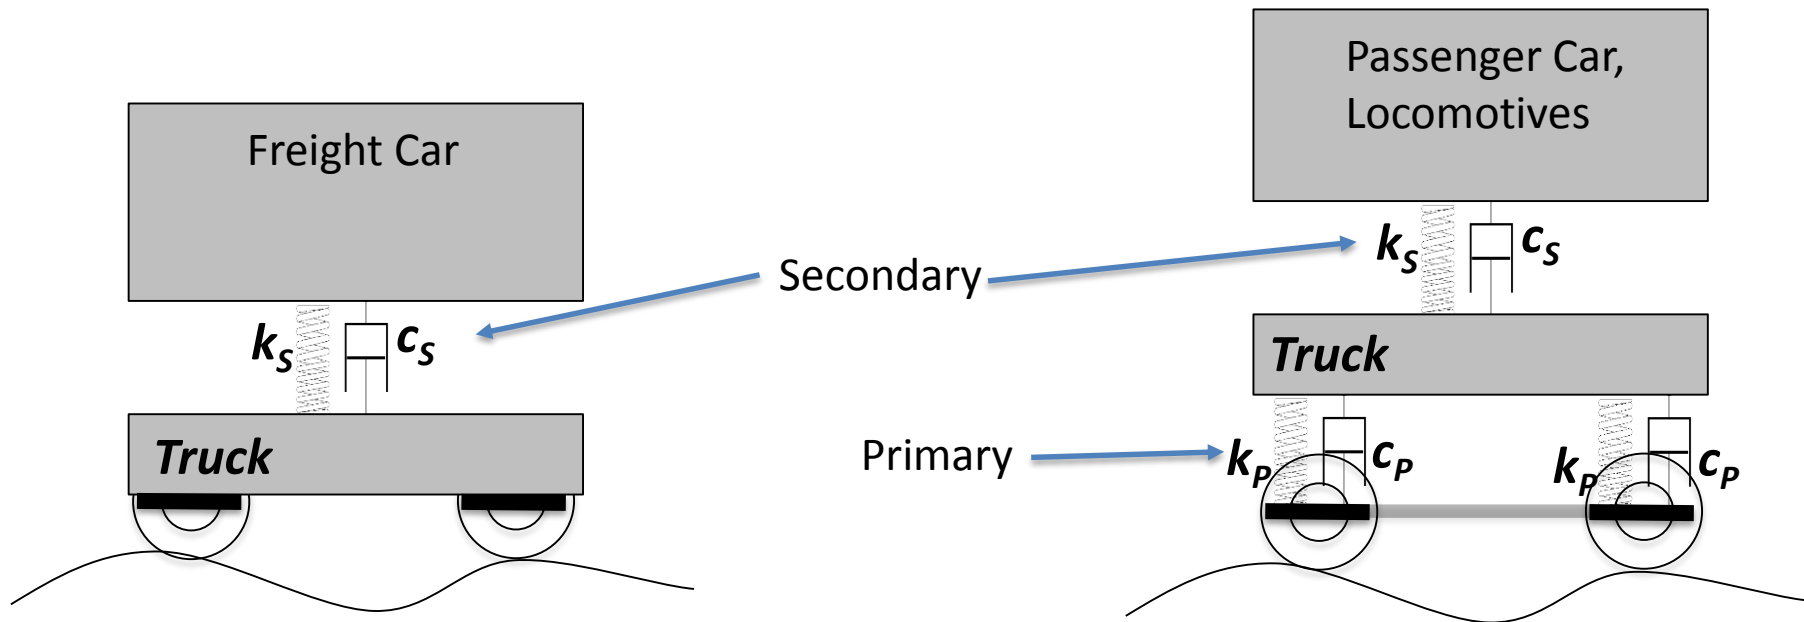 Freight Car
k_S
c_S
Truck
Secondary
Primary
Passenger Car,
Locomotives
k_S
c_S
Truck
k_P
c_P
k_P
c_P